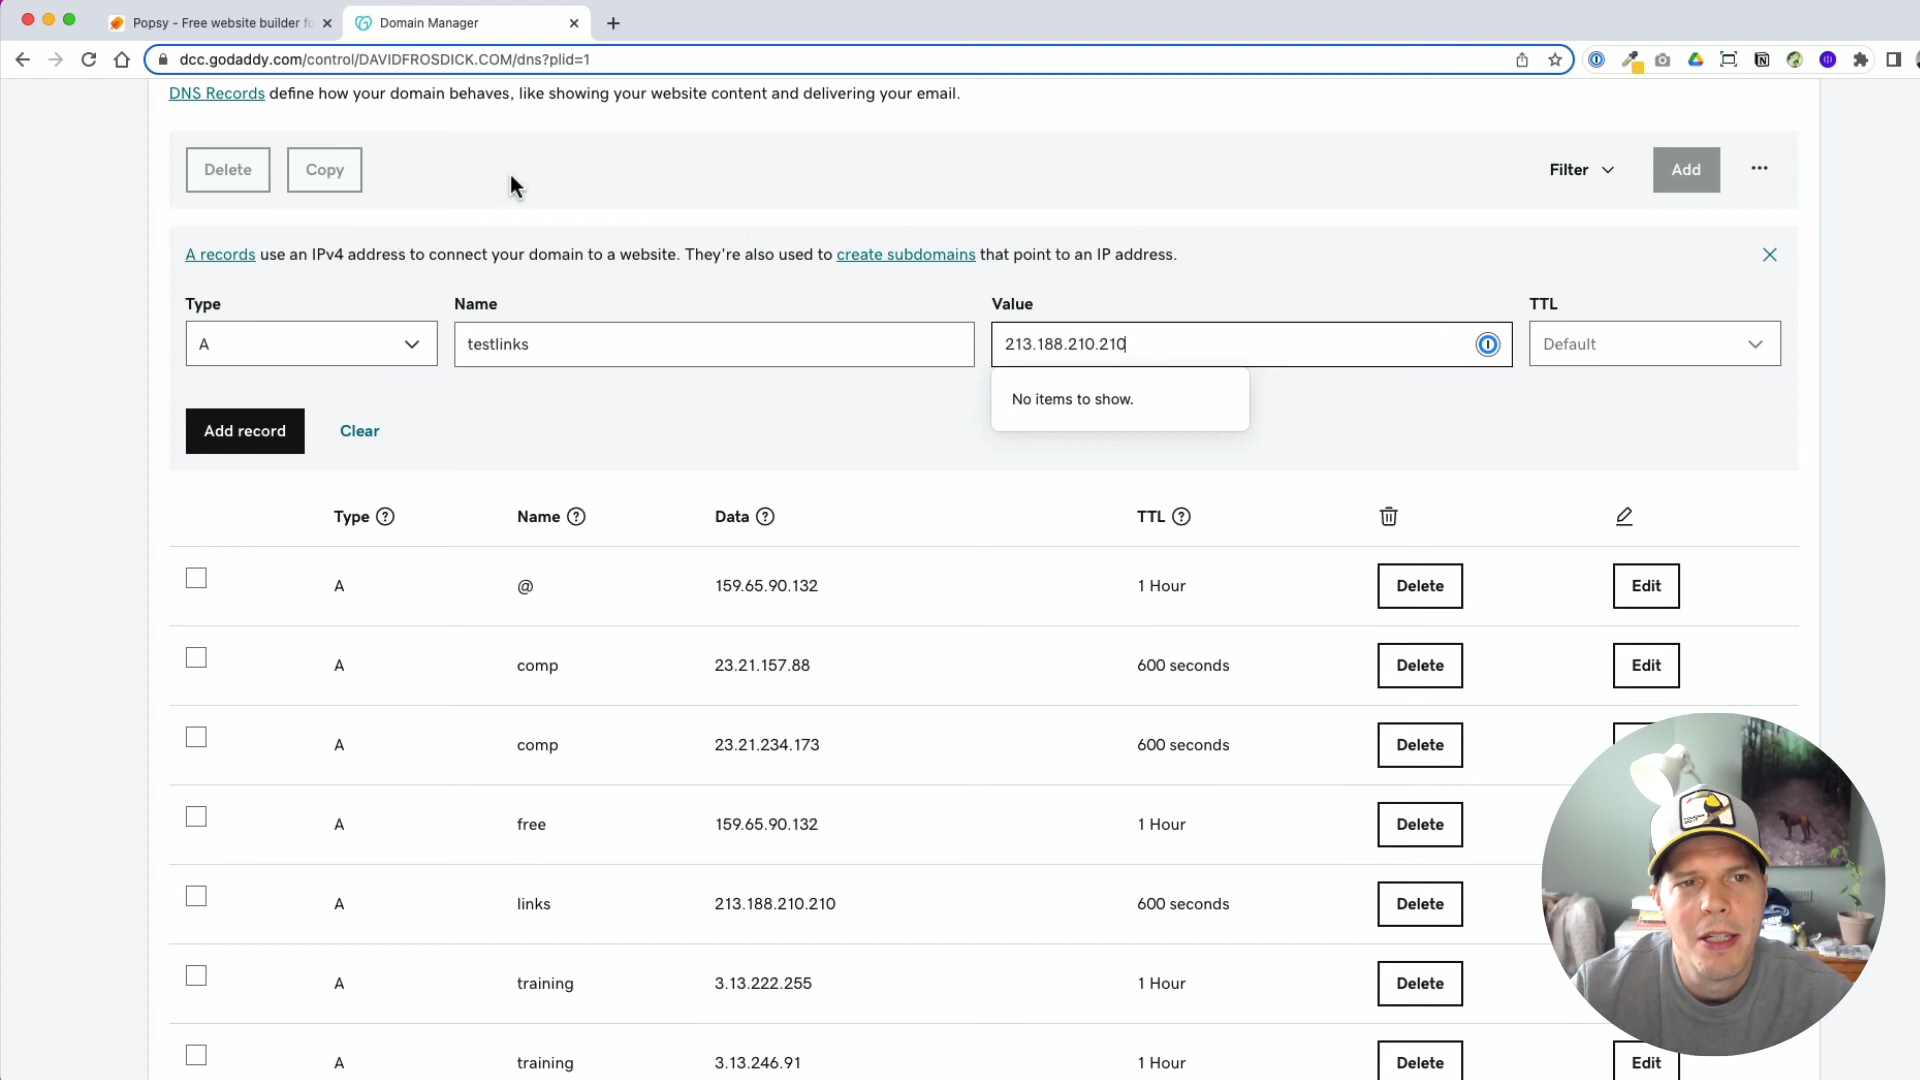 Popsy - Free website builder fo
Domain Manager
dcc.godaddy.com/control/DAVIDFROSDICK.COM/dns?plid=1
DNS Records define how your domain behaves, like showing your website content and delivering your email.
Delete Copy Filter Add
A records use an IPv4 address to connect your domain to a website. They're also used to create subdomains that point to an IP address.
Type Name Value TTL
A testlinks 213.188.210.210 Default
No items to show.
Add record Clear
Type Name Data TTL
A @ 159.65.90.132 1 Hour Delete Edit
A comp 23.21.157.88 600 seconds Delete Edit
A comp 23.21.234.173 600 seconds Delete
A free 159.65.90.132 1 Hour Delete
A links 213.188.210.210 600 seconds Delete
A training 3.13.222.255 1 Hour Delete
A training 3.13.246.91 1 Hour Delete Edit